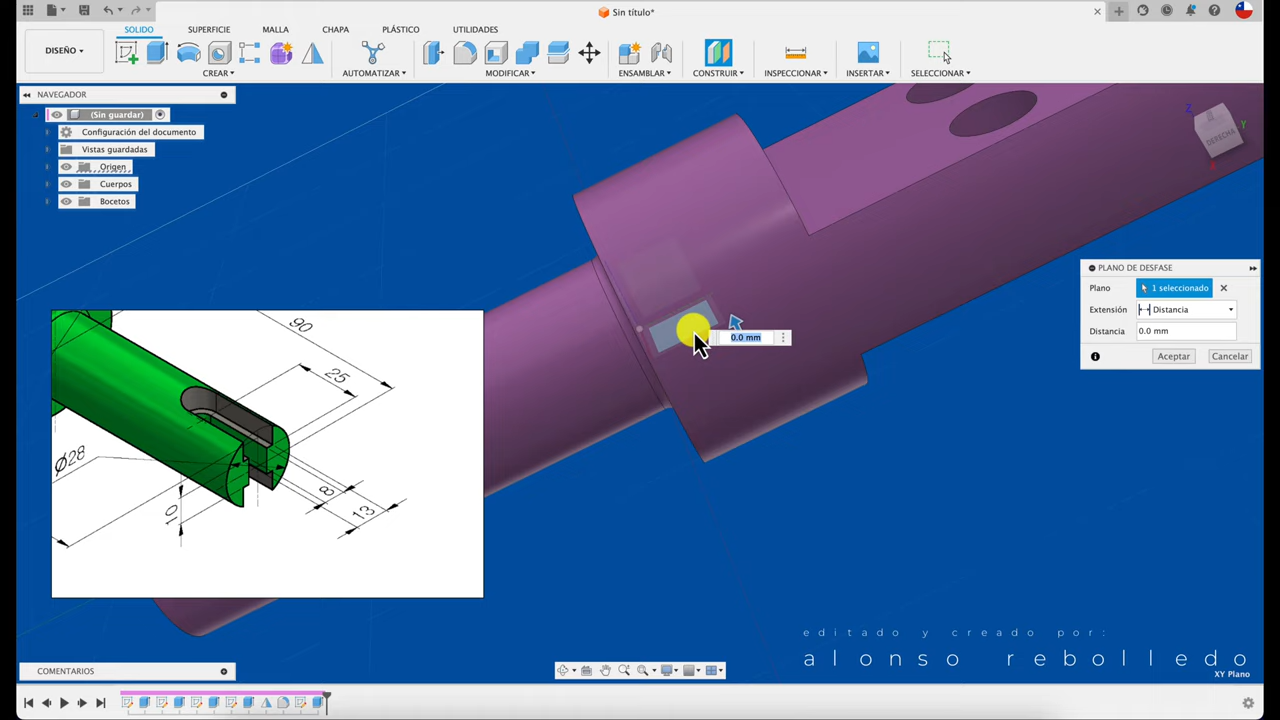 Sin título*
SOLIDO
SUPERFICIE
MALLA
CHAPA
PLÁSTICO
UTILIDADES
DISEÑO
CREAR
AUTOMATIZAR
MODIFICAR
ENSAMBLAR
CONSTRUIR
INSPECCIONAR
INSERTAR
SELECCIONAR
NAVEGADOR
(Sin guardar)
Configuración del documento
Vistas guardadas
Origen
Cuerpos
Bocetos
Z
Y
X
DERECHA
PLANO DE DESFASE
Plano 1 seleccionado
Extensión Distancia
Distancia 0.0 mm
Aceptar Cancelar
0.0 mm
90
25
Ø28
8
13
10
editado y creado por:
alonso rebolledo
XY Plano
COMENTARIOS